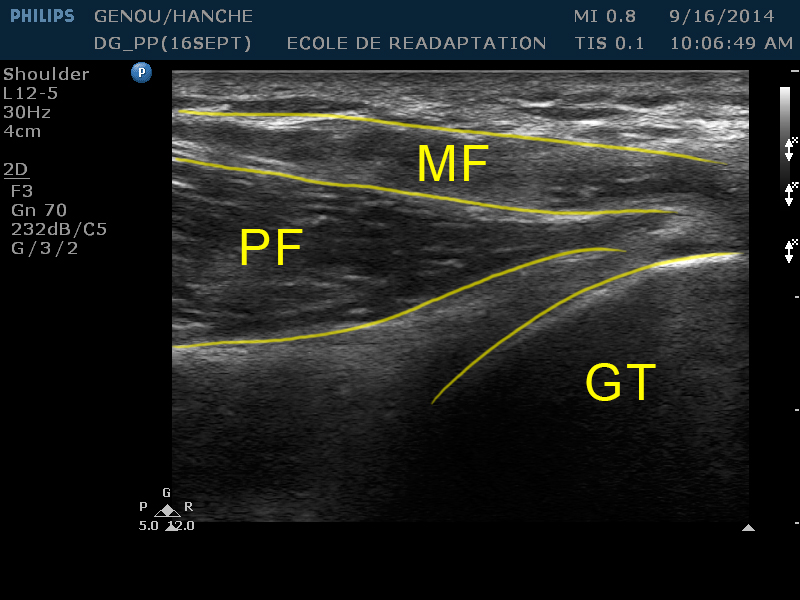 PHILIPS GENOU/HANCHE MI 0.8 9/16/2014
DG_PP(16SEPT) ECOLE DE READAPTATION TIS 0.1 10:06:49 AM
Shoulder P
L12-5
30Hz
4cm
2D
F3
Gn 70
232dB/C5
G/3/2
MF
PF
GT
G
P R
5.0 12.0